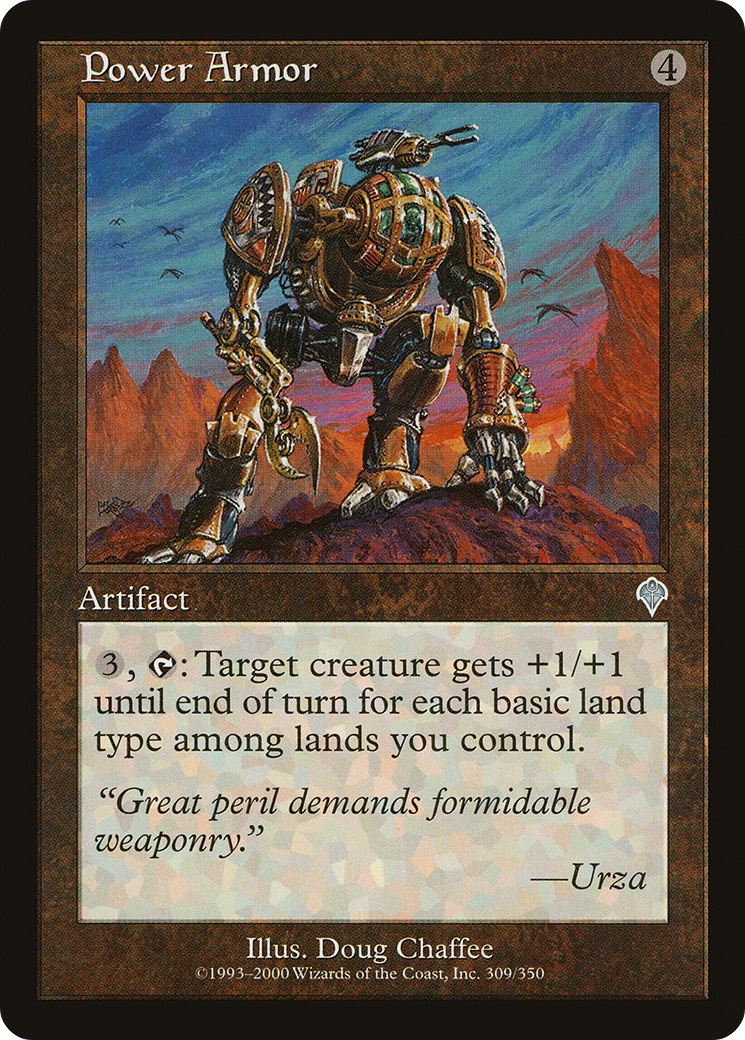 Power Armor 4
Artifact
3, : Target creature gets +1/+1
until end of turn for each basic land
type among lands you control.
“Great peril demands formidable
weaponry.”
—Urza
Illus. Doug Chaffee
©1993–2000 Wizards of the Coast, Inc. 309/350